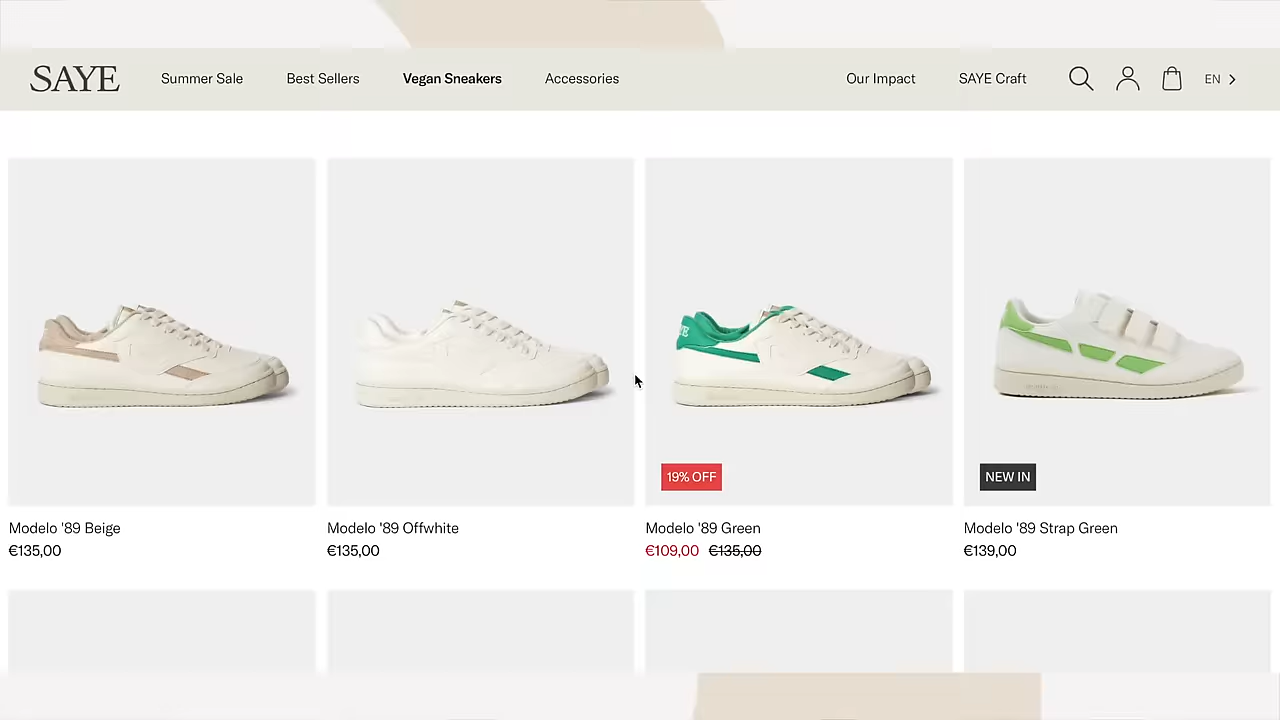 SAYE
Summer Sale
Best Sellers
Vegan Sneakers
Accessories
Our Impact
SAYE Craft
EN
19% OFF
NEW IN
Modelo '89 Beige
€135,00
Modelo '89 Offwhite
€135,00
Modelo '89 Green
€109,00 €135,00
Modelo '89 Strap Green
€139,00